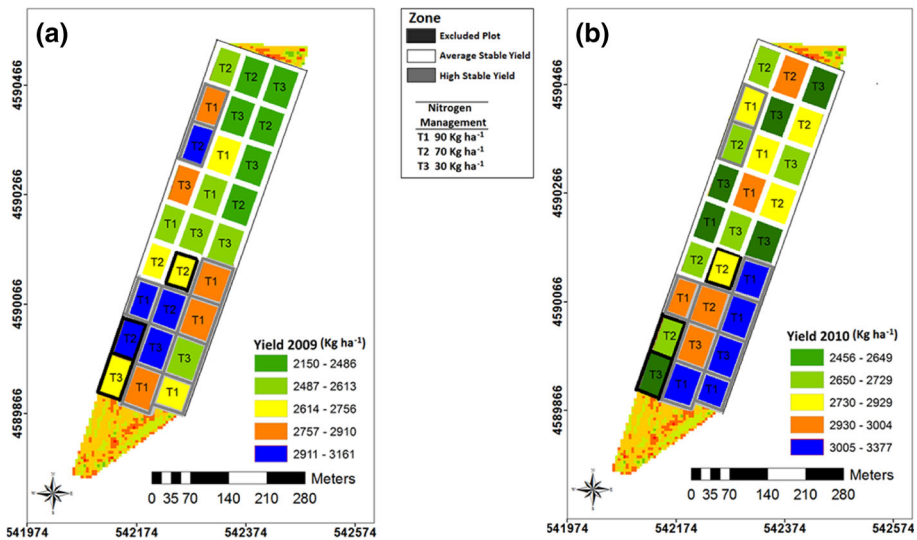 (a)
T2
T2
T3
T1
T3
T2
T2
T1
T3
T3
T1
T2
T1
T3
T3
T2
T2
T1
T1
T2
T1
T2
T3
T3
T3
T1
T1
Yield 2009 (Kg ha⁻¹)
2150 - 2486
2487 - 2613
2614 - 2756
2757 - 2910
2911 - 3161
Meters
0 35 70 140 210 280
4590466
4590266
4590066
4589866
541974 542174 542374 542574
Zone
Excluded Plot
Average Stable Yield
High Stable Yield
Nitrogen
Management
T1 90 Kg ha⁻¹
T2 70 Kg ha⁻¹
T3 30 Kg ha⁻¹
(b)
T2
T2
T3
T1
T3
T2
T2
T1
T3
T3
T1
T2
T1
T3
T3
T2
T2
T1
T1
T2
T1
T2
T3
T1
T3
T1
T1
Yield 2010 (Kg ha⁻¹)
2456 - 2649
2650 - 2729
2730 - 2929
2930 - 3004
3005 - 3377
Meters
0 35 70 140 210 280
4590466
4590266
4590066
4589866
541974 542174 542374 542574